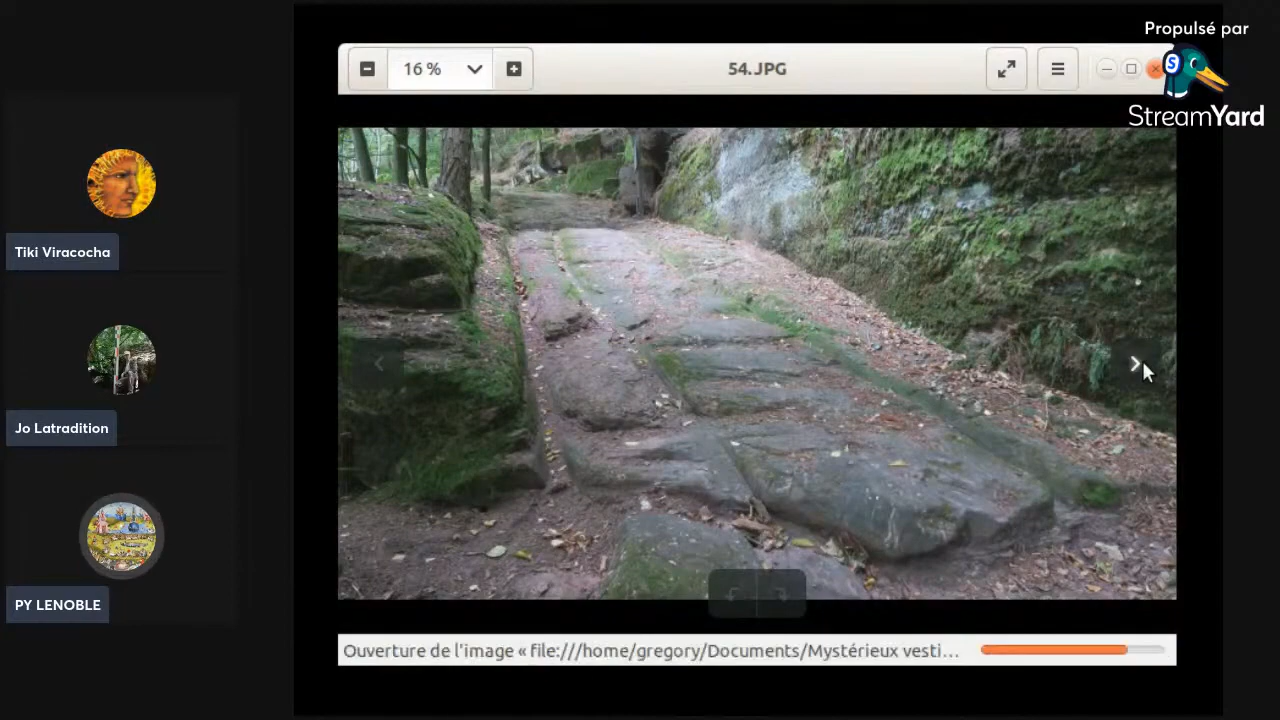 Propulsé par
StreamYard
16 %
54.JPG
Tiki Viracocha
Jo Latradition
PY LENOBLE
Ouverture de l'image « file:///home/gregory/Documents/Mystérieux vesti…